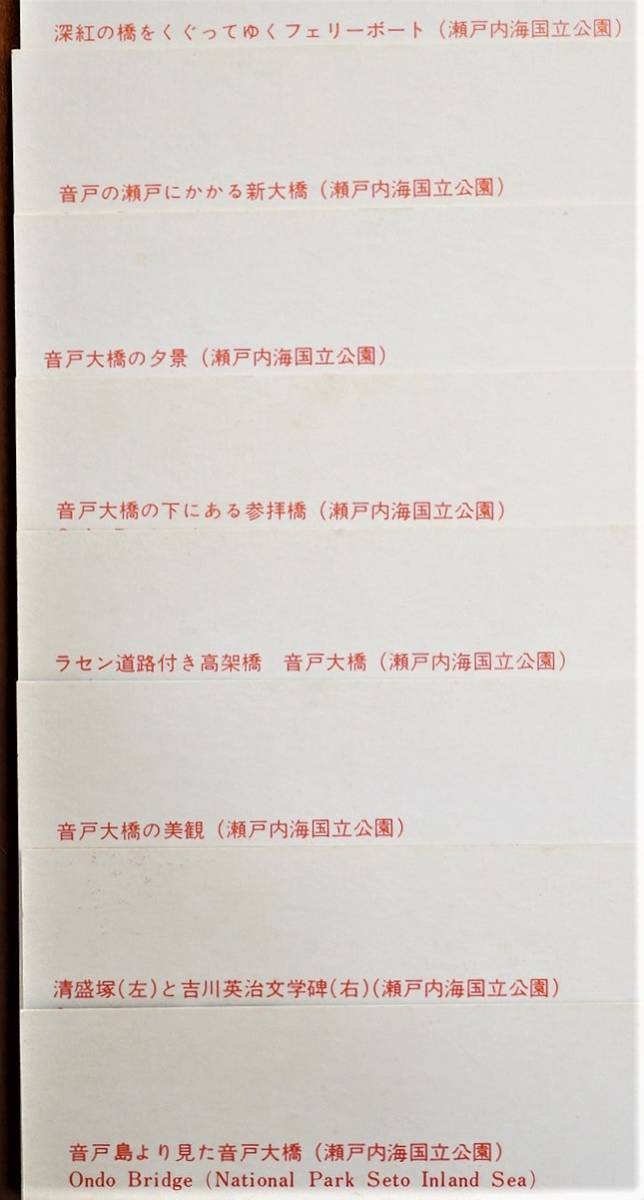 深紅の橋をくぐってゆくフェリーボート（瀬戸内海国立公園）
音戸の瀬戸にかかる新大橋（瀬戸内海国立公園）
音戸大橋の夕景（瀬戸内海国立公園）
音戸大橋の下にある参拝橋（瀬戸内海国立公園）
ラセン道路付き高架橋　音戸大橋（瀬戸内海国立公園）
音戸大橋の美観（瀬戸内海国立公園）
清盛塚(左)と吉川英治文学碑(右)(瀬戸内海国立公園)
音戸島より見た音戸大橋（瀬戸内海国立公園）
Ondo Bridge (National Park Seto Inland Sea)